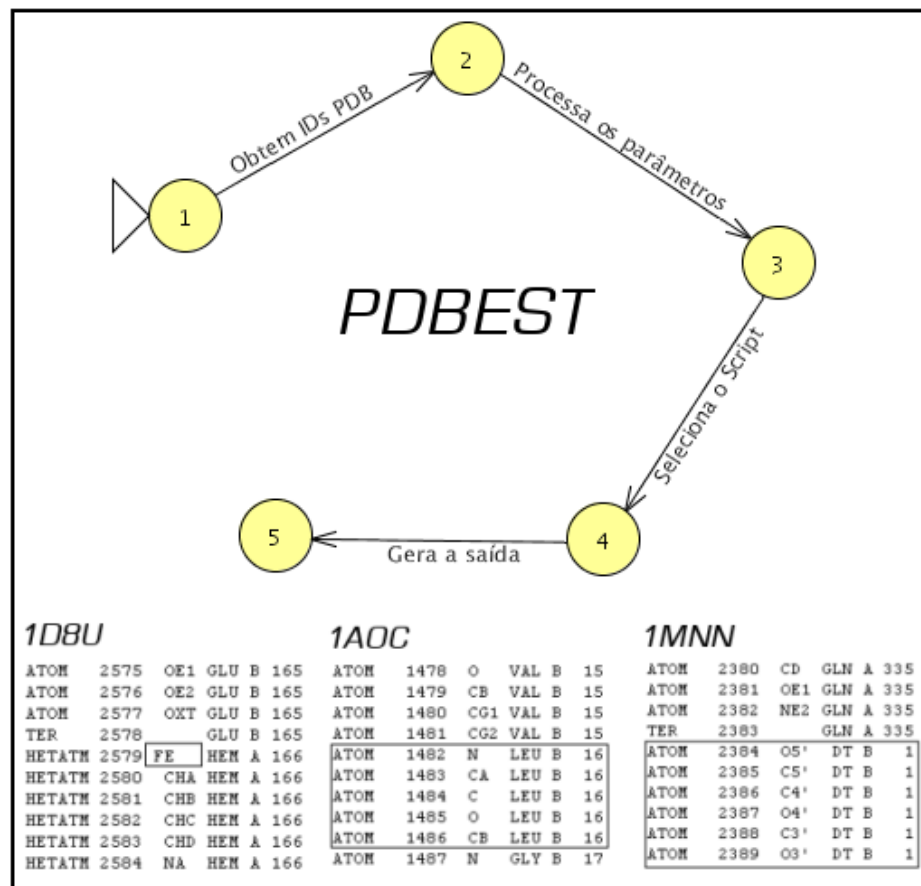 2
Obtem IDs PDB
Processa os parâmetros
1
3
PDBEST
Seleciona o Script
5
4
Gera a saída
1D8U
ATOM 2575 OE1 GLU B 165
ATOM 2576 OE2 GLU B 165
ATOM 2577 OXT GLU B 165
TER 2578 GLU B 165
HETATM 2579 FE HEM A 166
HETATM 2580 CHA HEM A 166
HETATM 2581 CHB HEM A 166
HETATM 2582 CHC HEM A 166
HETATM 2583 CHD HEM A 166
HETATM 2584 NA HEM A 166
1AOC
ATOM 1478 O VAL B 15
ATOM 1479 CB VAL B 15
ATOM 1480 CG1 VAL B 15
ATOM 1481 CG2 VAL B 15
ATOM 1482 N LEU B 16
ATOM 1483 CA LEU B 16
ATOM 1484 C LEU B 16
ATOM 1485 O LEU B 16
ATOM 1486 CB LEU B 16
ATOM 1487 N GLY B 17
1MNN
ATOM 2380 CD GLN A 335
ATOM 2381 OE1 GLN A 335
ATOM 2382 NE2 GLN A 335
TER 2383 GLN A 335
ATOM 2384 O5' DT B 1
ATOM 2385 C5' DT B 1
ATOM 2386 C4' DT B 1
ATOM 2387 O4' DT B 1
ATOM 2388 C3' DT B 1
ATOM 2389 O3' DT B 1